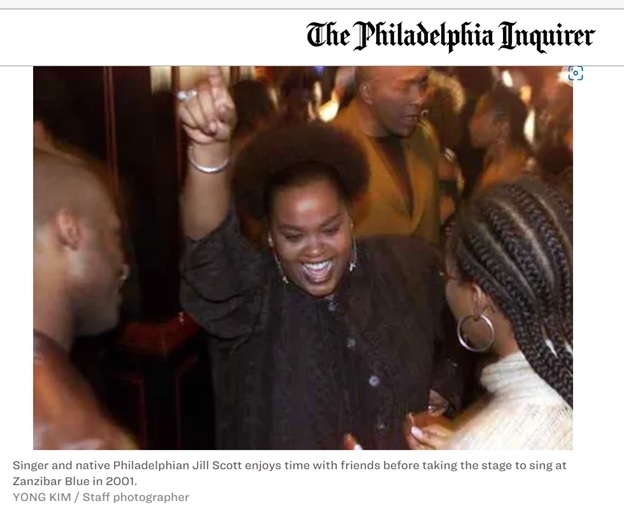 The Philadelphia Inquirer
Singer and native Philadelphian Jill Scott enjoys time with friends before taking the stage to sing at
Zanzibar Blue in 2001.
YONG KIM / Staff photographer